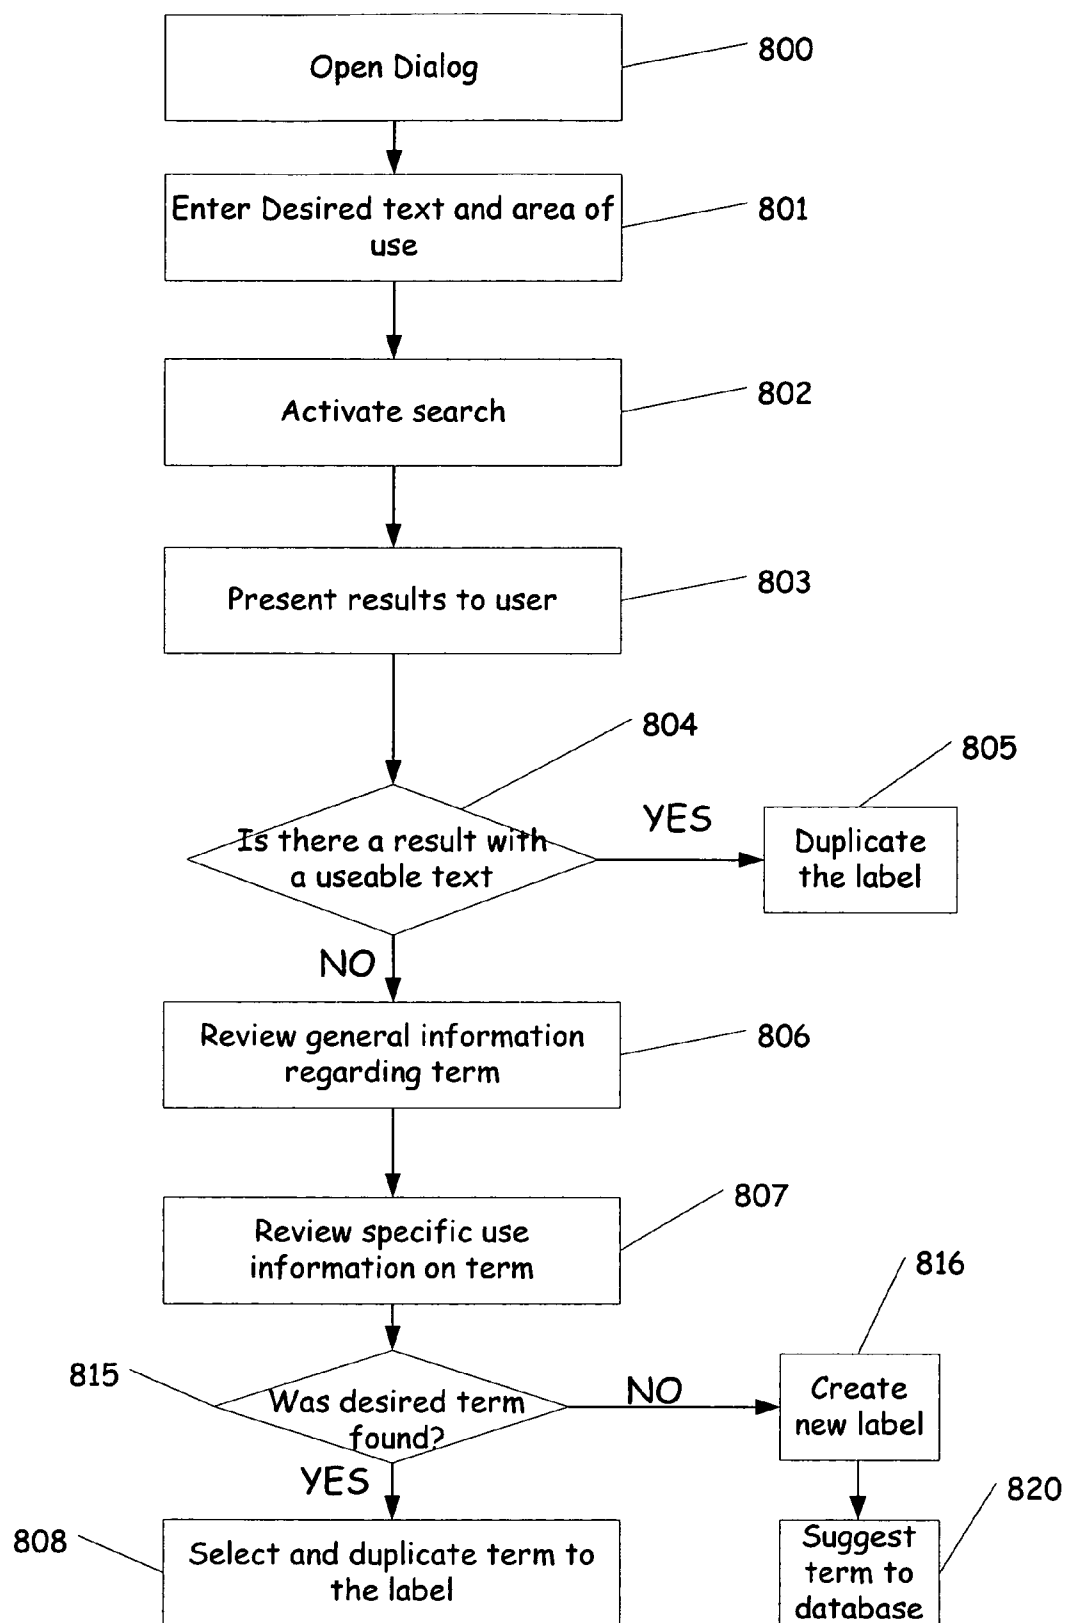 Open Dialog
800
Enter Desired text and area of
use
801
Activate search
802
Present results to user
803
804
Is there a result with
a useable text
YES
805
Duplicate
the label
NO
Review general information
regarding term
806
Review specific use
information on term
807
815
Was desired term
found?
NO
816
Create
new label
YES
808
Select and duplicate term to
the label
820
Suggest
term to
database